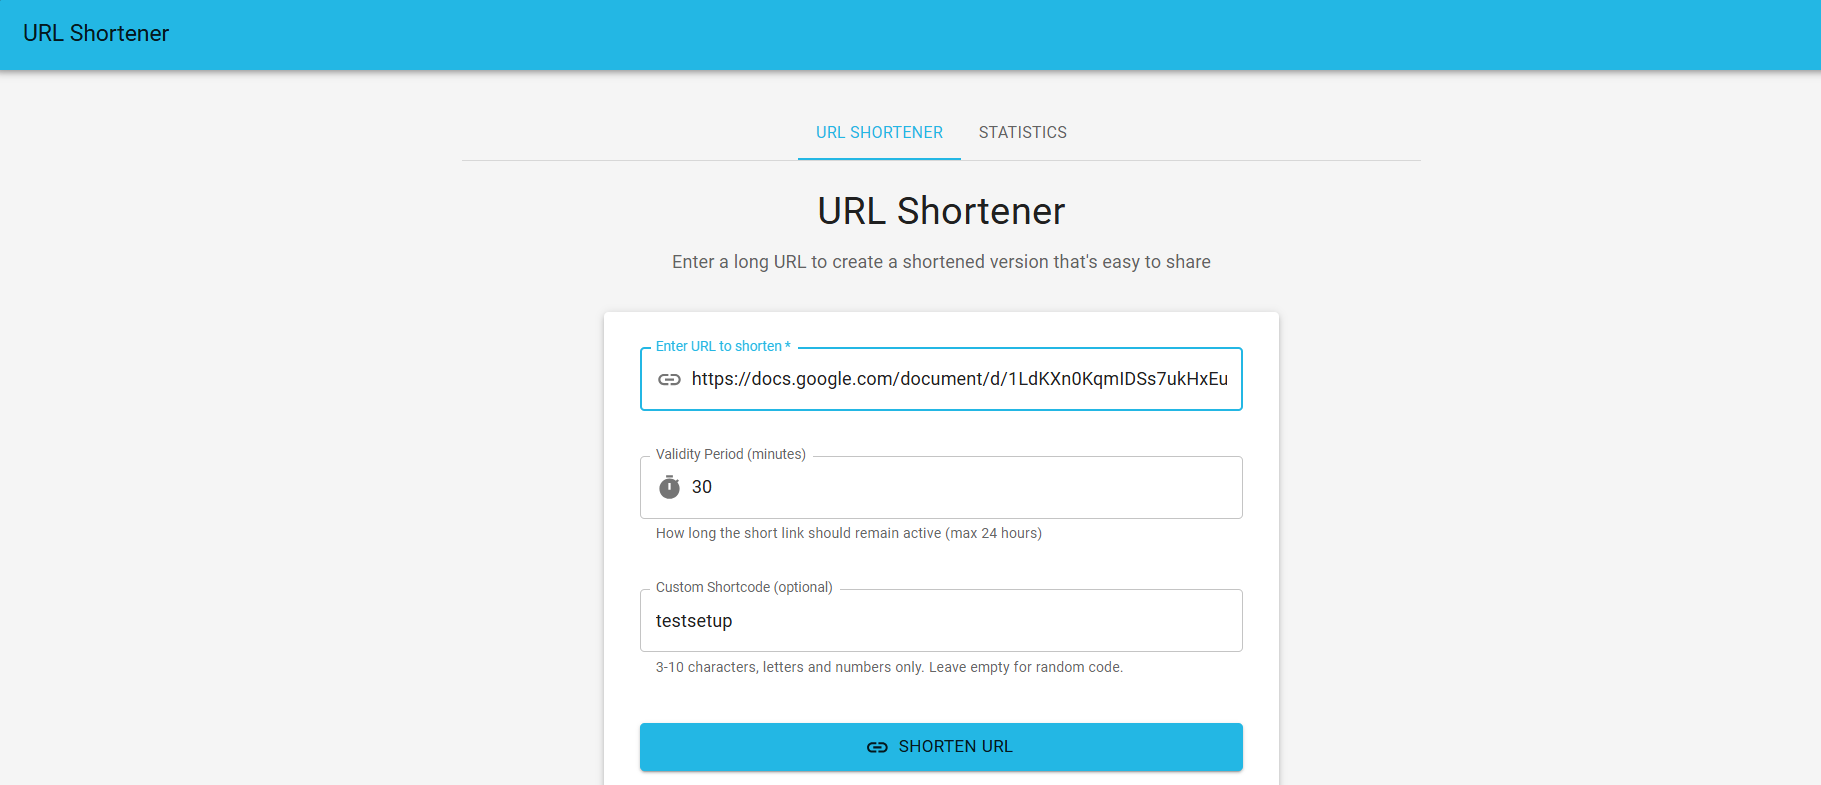 URL Shortener
URL SHORTENER STATISTICS
URL Shortener
Enter a long URL to create a shortened version that's easy to share
Enter URL to shorten *
https://docs.google.com/document/d/1LdKXn0KqmIDSs7ukHxEu
Validity Period (minutes)
30
How long the short link should remain active (max 24 hours)
Custom Shortcode (optional)
testsetup
3-10 characters, letters and numbers only. Leave empty for random code.
SHORTEN URL